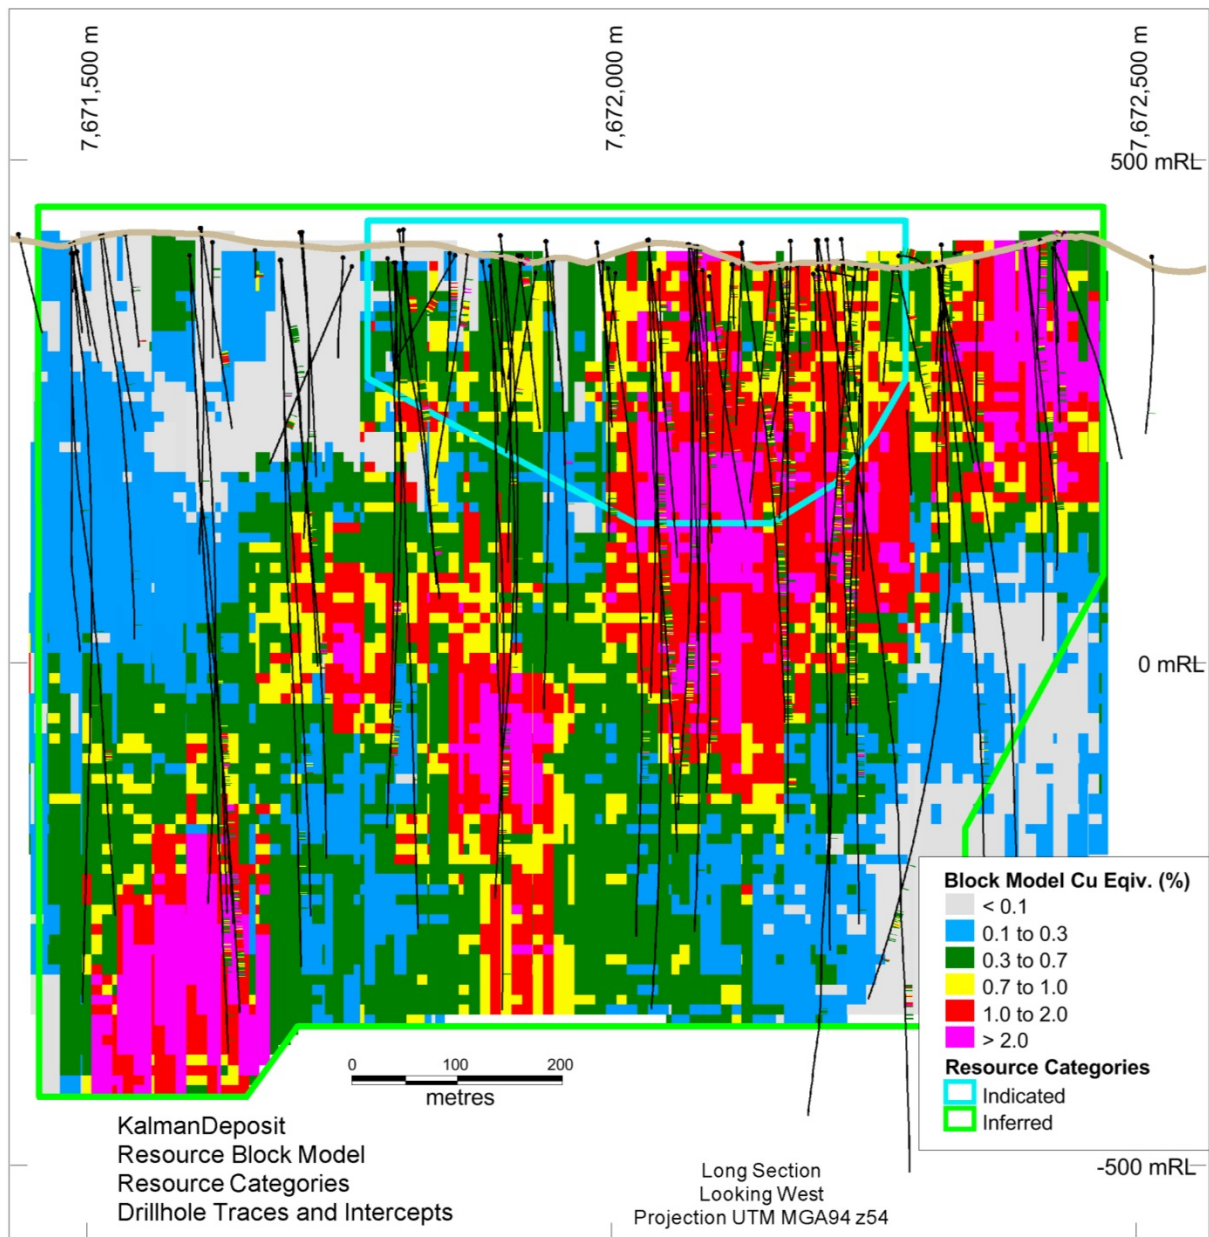 7,671,500 m
7,672,000 m
7,672,500 m
500 mRL
0 mRL
Block Model Cu Eqiv. (%)
< 0.1
0.1 to 0.3
0.3 to 0.7
0.7 to 1.0
1.0 to 2.0
> 2.0
Resource Categories
Indicated
Inferred
0 100 200
metres
KalmanDeposit
Resource Block Model
Resource Categories
Drillhole Traces and Intercepts
Long Section
Looking West
Projection UTM MGA94 z54
-500 mRL